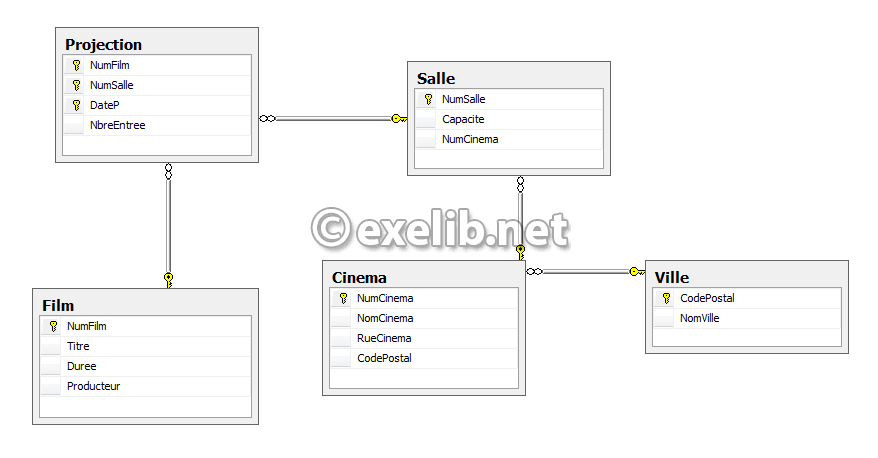 Projection
NumFilm
NumSalle
DateP
NbreEntree
Salle
NumSalle
Capacite
NumCinema
© exelib.net
Film
NumFilm
Titre
Duree
Producteur
Cinema
NumCinema
NomCinema
RueCinema
CodePostal
Ville
CodePostal
NomVille